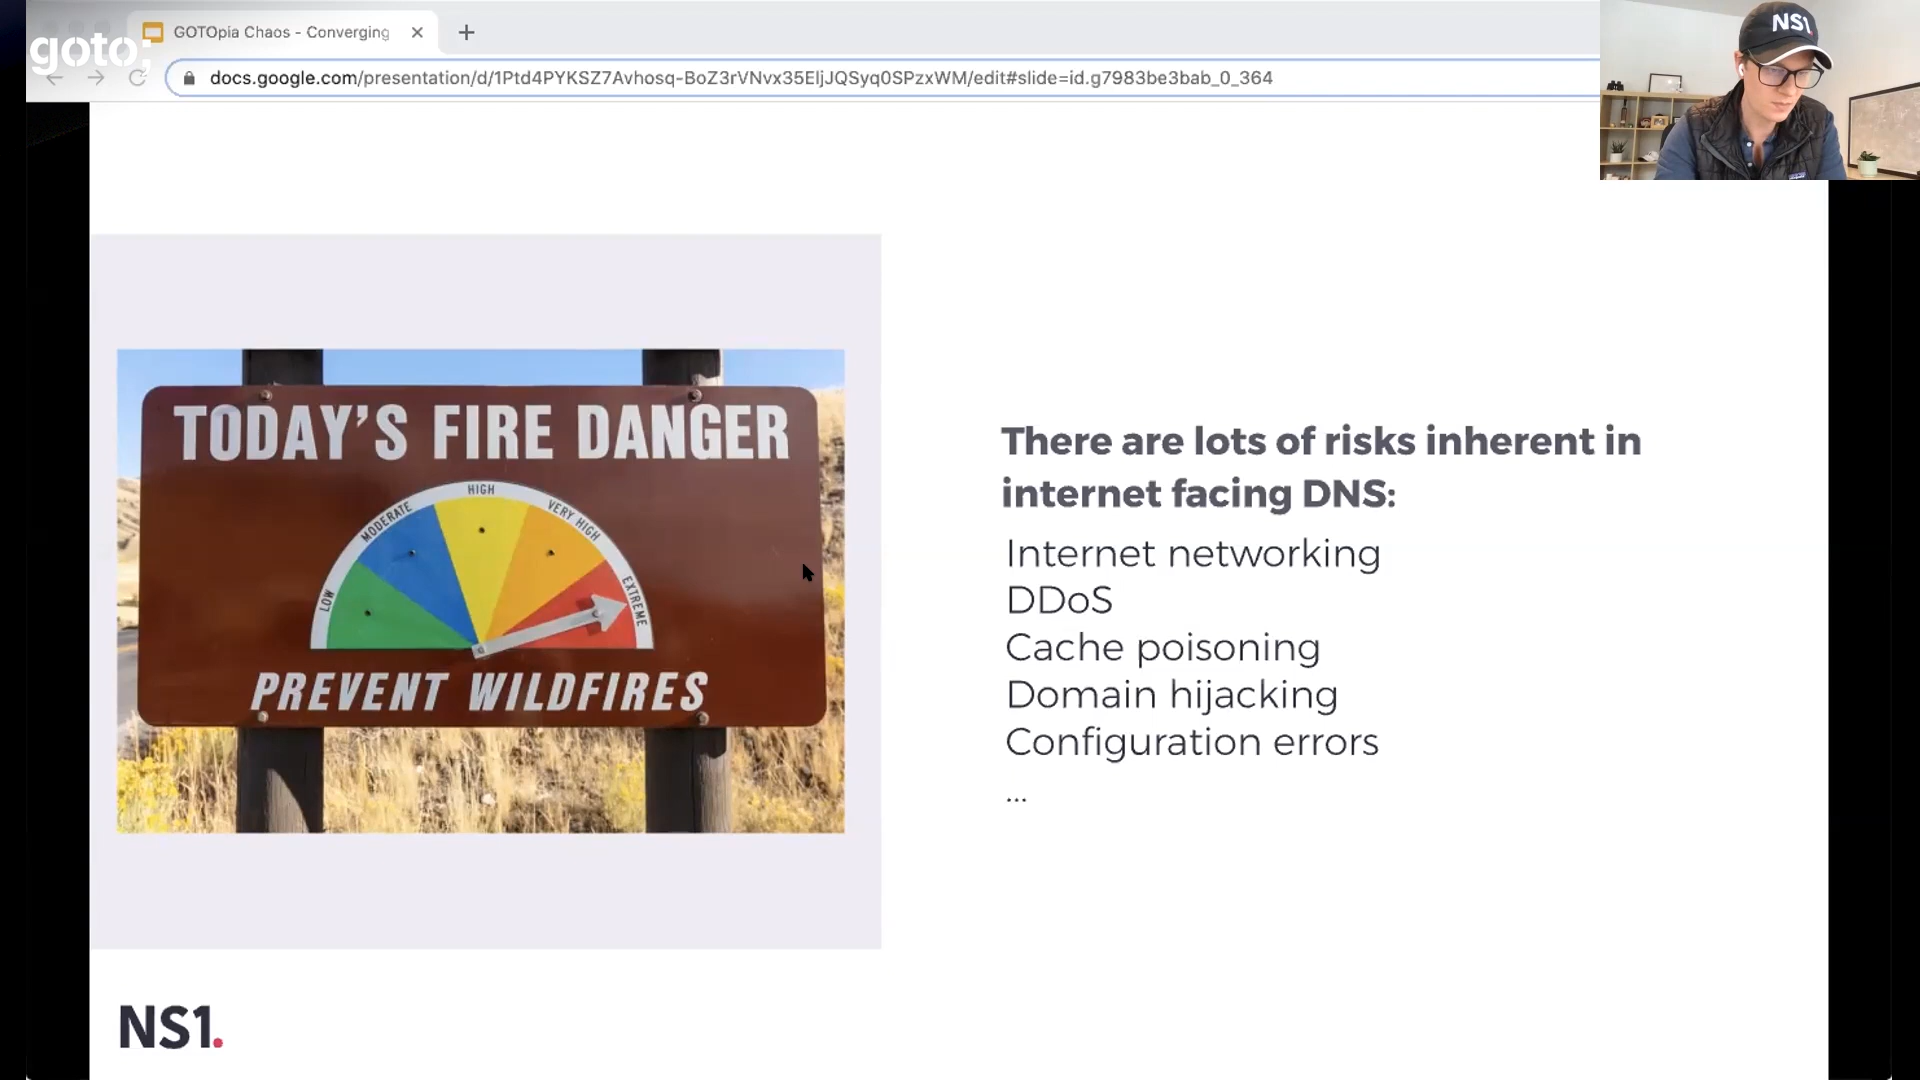 goto;
GOTOpia Chaos - Converging
docs.google.com/presentation/d/1Ptd4PYKSZ7Avhosq-BoZ3rVNvx35EljJQSyq0SPzxWM/edit#slide=id.g7983be3bab_0_364
NS1.
TODAY'S FIRE DANGER
LOW
MODERATE
HIGH
VERY HIGH
EXTREME
PREVENT WILDFIRES
There are lots of risks inherent in
internet facing DNS:
Internet networking
DDoS
Cache poisoning
Domain hijacking
Configuration errors
...
NS1.